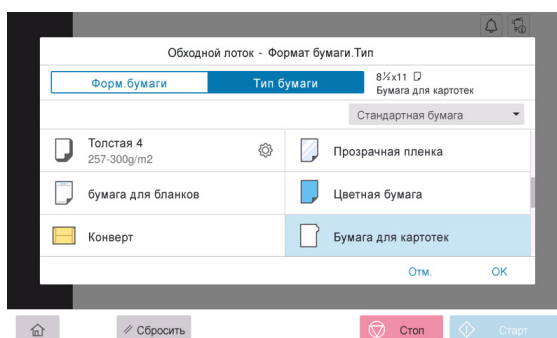 Обходной лоток - Формат бумаги.Тип
Форм.бумаги
Тип бумаги
8½x11
Бумага для картотек
Стандартная бумага
Толстая 4
257-300g/m2
Прозрачная пленка
бумага для бланков
Цветная бумага
Конверт
Бумага для картотек
Отм.
OK
Сбросить
Стоп
Старт